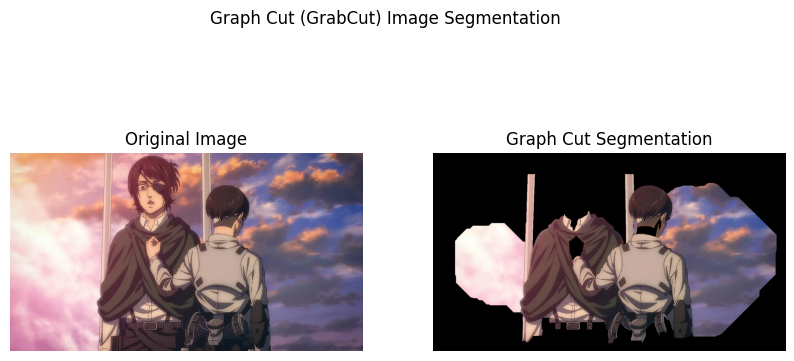 Graph Cut (GrabCut) Image Segmentation
Original Image
Graph Cut Segmentation